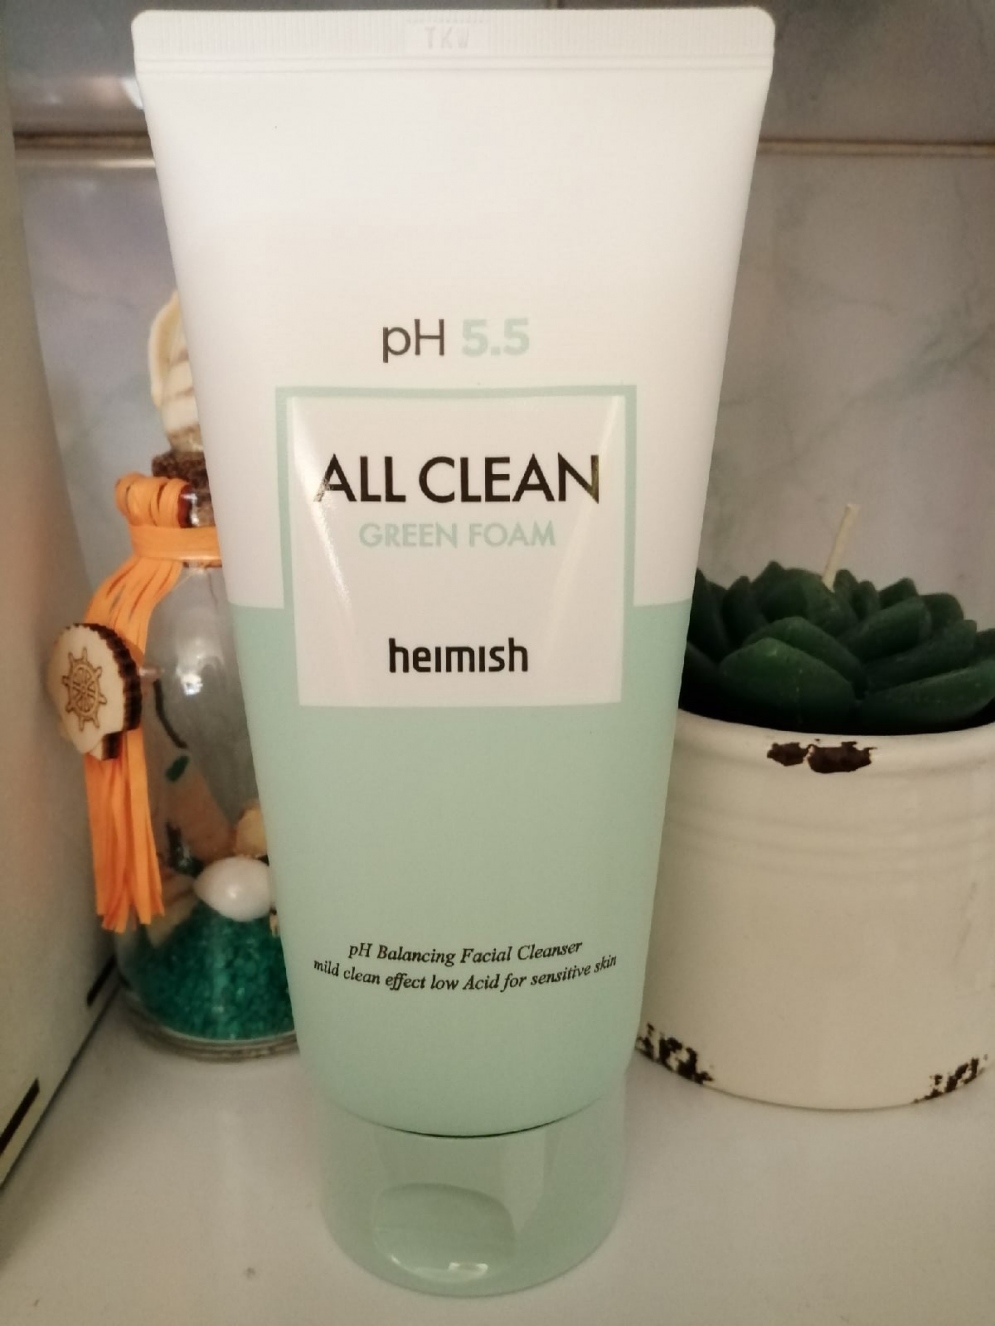 TKW
pH 5.5
ALL CLEAN
GREEN FOAM
heimish
pH Balancing Facial Cleanser
mild clean effect low Acid for sensitive skin